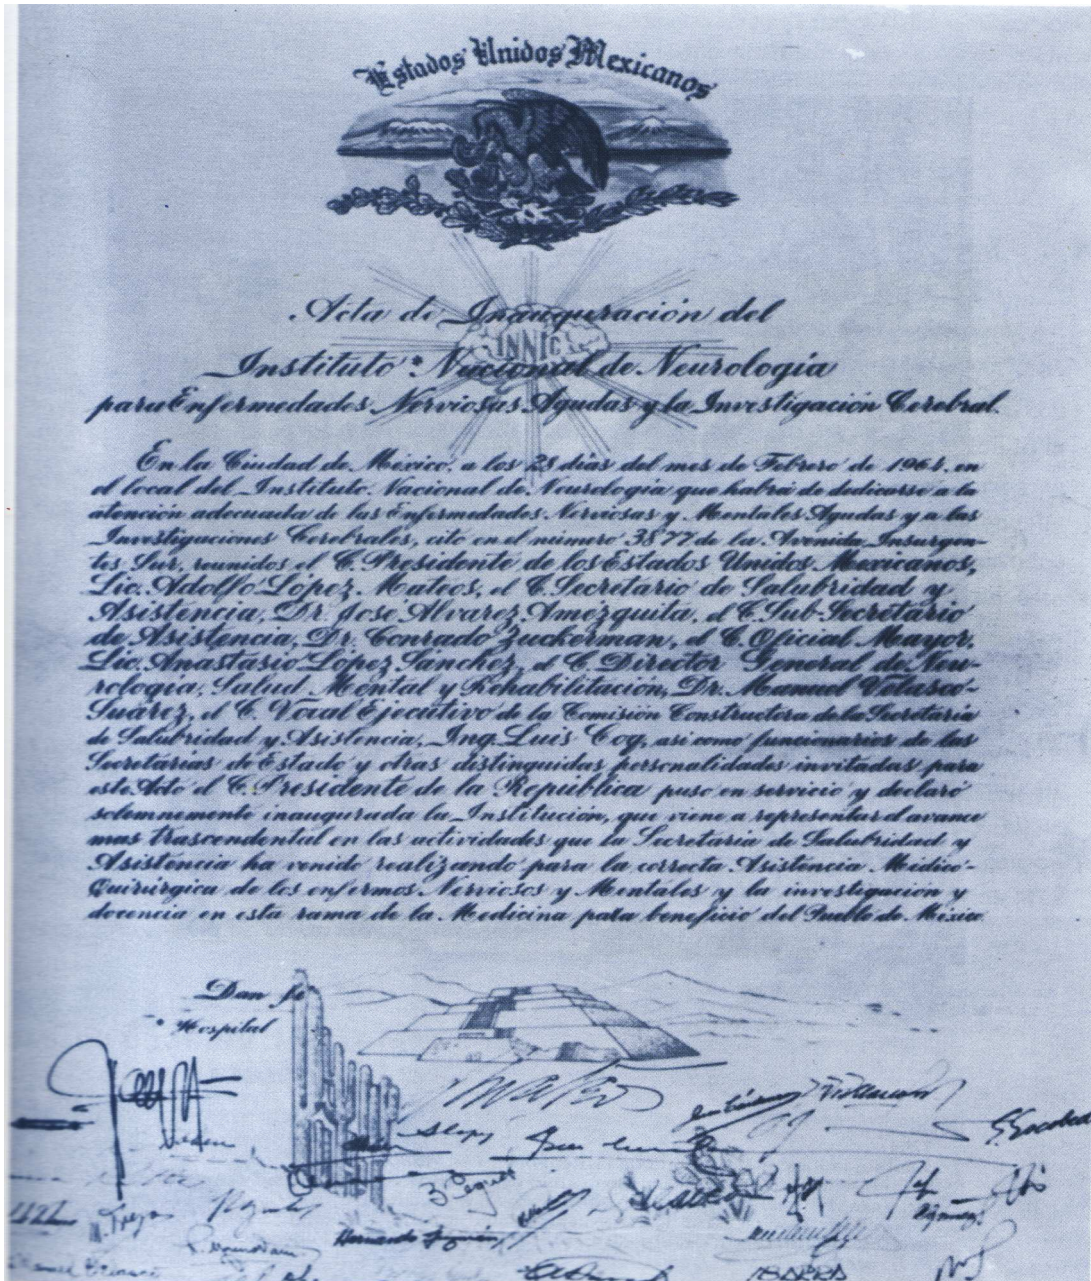 Estados Unidos Mexicanos
INNIC
Acta de Inauguración del
Instituto Nacional de Neurología
para Enfermedades Nerviosas Agudas y la Investigación Cerebral.
En la Ciudad de México, a los 28 días del mes de Febrero de 1964, en
el local del Instituto Nacional de Neurología que habrá de dedicarse a la
atención adecuada de las Enfermedades Nerviosas y Mentales Agudas y a las
Investigaciones Cerebrales, cito en el número 3877 de la Avenida Insurgen-
tes Sur, reunidos el C. Presidente de los Estados Unidos Mexicanos,
Lic. Adolfo López Mateos, el C. Secretario de Salubridad y
Asistencia, Dr. José Alvarez Amézquita, el C. Sub-Secretario
de Asistencia, Dr. Conrado Zuckerman, el C. Oficial Mayor,
Lic. Anastasio López Sánchez, el C. Director General de Neu-
rología, Salud Mental y Rehabilitación, Dr. Manuel Velasco-
Suárez, el C. Vocal Ejecutivo de la Comisión Constructora de la Secretaría
de Salubridad y Asistencia, Ing. Luis Coy, asi como funcionarios de las
Secretarias de Estado y otras distinguidas personalidades invitadas para
este Acto el C. Presidente de la República puso en servicio y declaró
solemnemente inaugurada la Institución, que viene a representar el avance
mas trascendental en las actividades que la Secretaría de Salubridad y
Asistencia ha venido realizando para la correcta Asistencia Médico-
Quirúrgica de los enfermos Nerviosos y Mentales y la investigación y
docencia en esta rama de la Medicina para beneficio del Pueblo de México.
Dan fe
Hospital